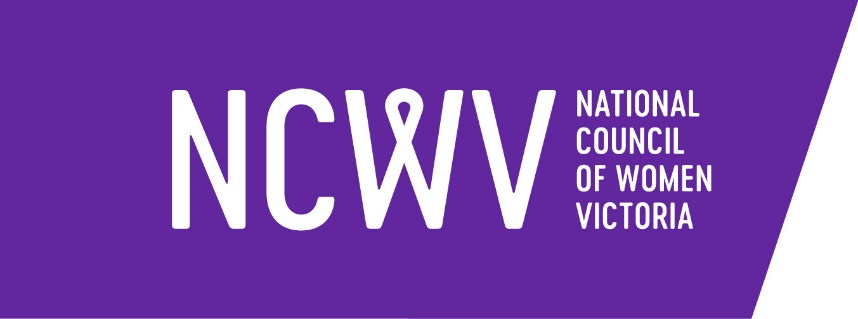 NCWV
NATIONAL
COUNCIL
OF WOMEN
VICTORIA